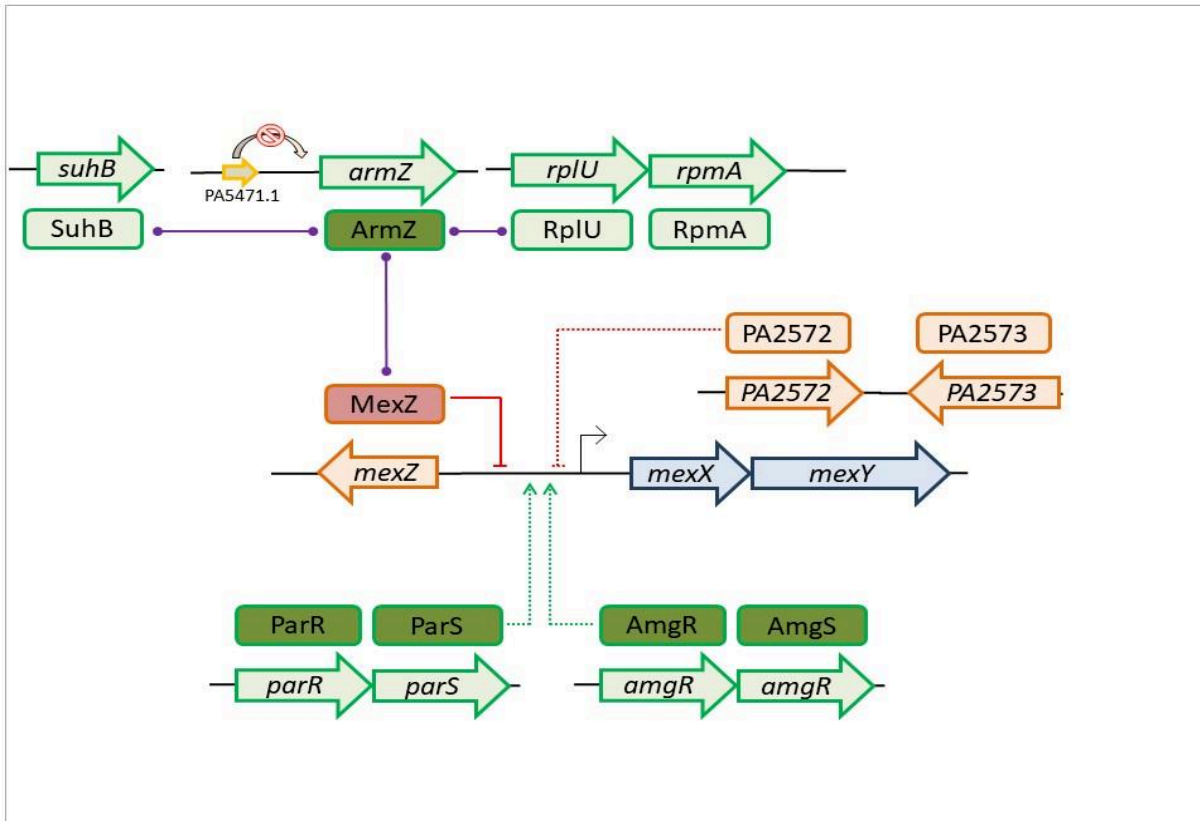 suhB
armZ
rplU
rpmA
PA5471.1
SuhB
ArmZ
RplU
RpmA
PA2572
PA2573
PA2572
PA2573
MexZ
mexZ
mexX
mexY
ParR
ParS
AmgR
AmgS
parR
parS
amgR
amgR